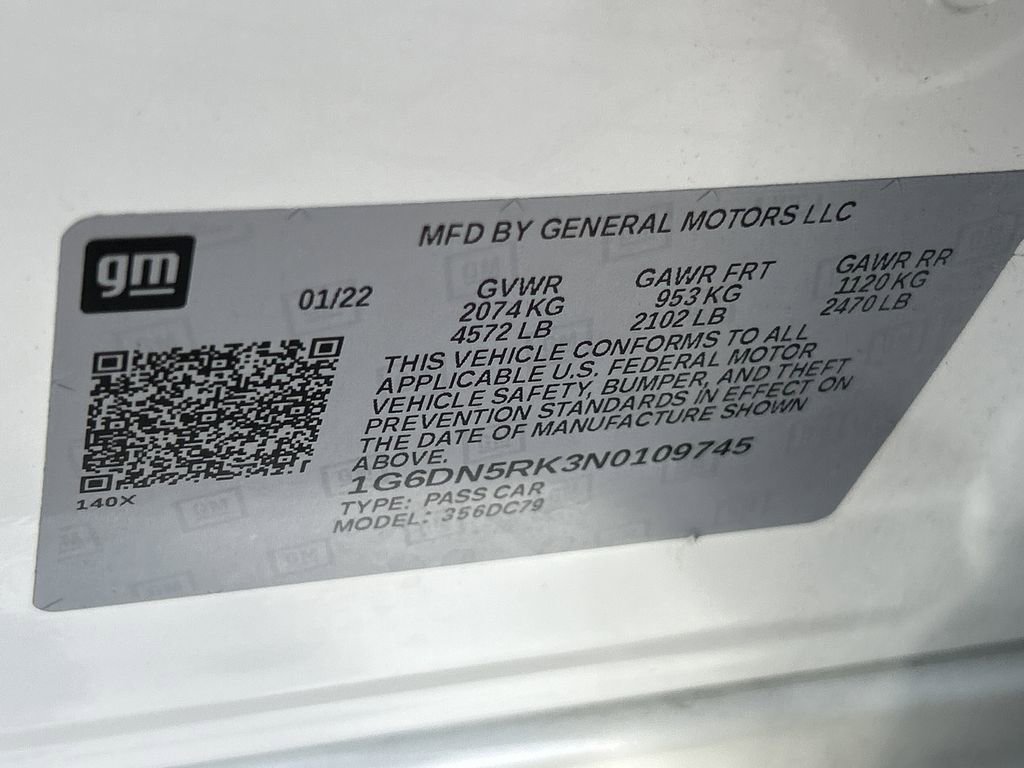 MFD BY GENERAL MOTORS LLC
gm
01/22
GVWR
2074 KG
4572 LB
GAWR FRT
953 KG
2102 LB
GAWR RR
1120 KG
2470 LB
THIS VEHICLE CONFORMS TO ALL
APPLICABLE U.S. FEDERAL MOTOR
VEHICLE SAFETY, BUMPER, AND THEFT
PREVENTION STANDARDS IN EFFECT ON
THE DATE OF MANUFACTURE SHOWN
ABOVE.
1G6DN5RK3N0109745
TYPE: PASS CAR
MODEL: 356DC79
140X